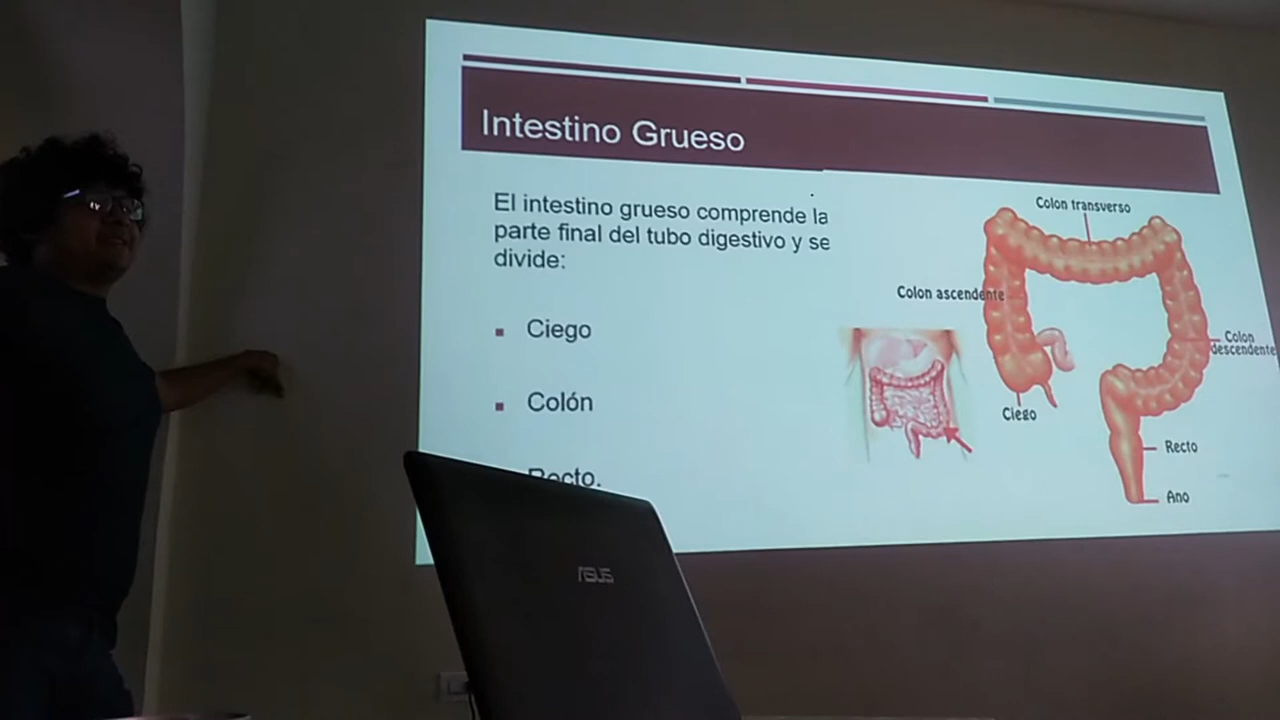 Intestino Grueso
El intestino grueso comprende la
parte final del tubo digestivo y se
divide:
Ciego
Colón
Recto.
Colon transverso
Colon ascendente
Colon
descendente
Ciego
Recto
Ano
ASUS